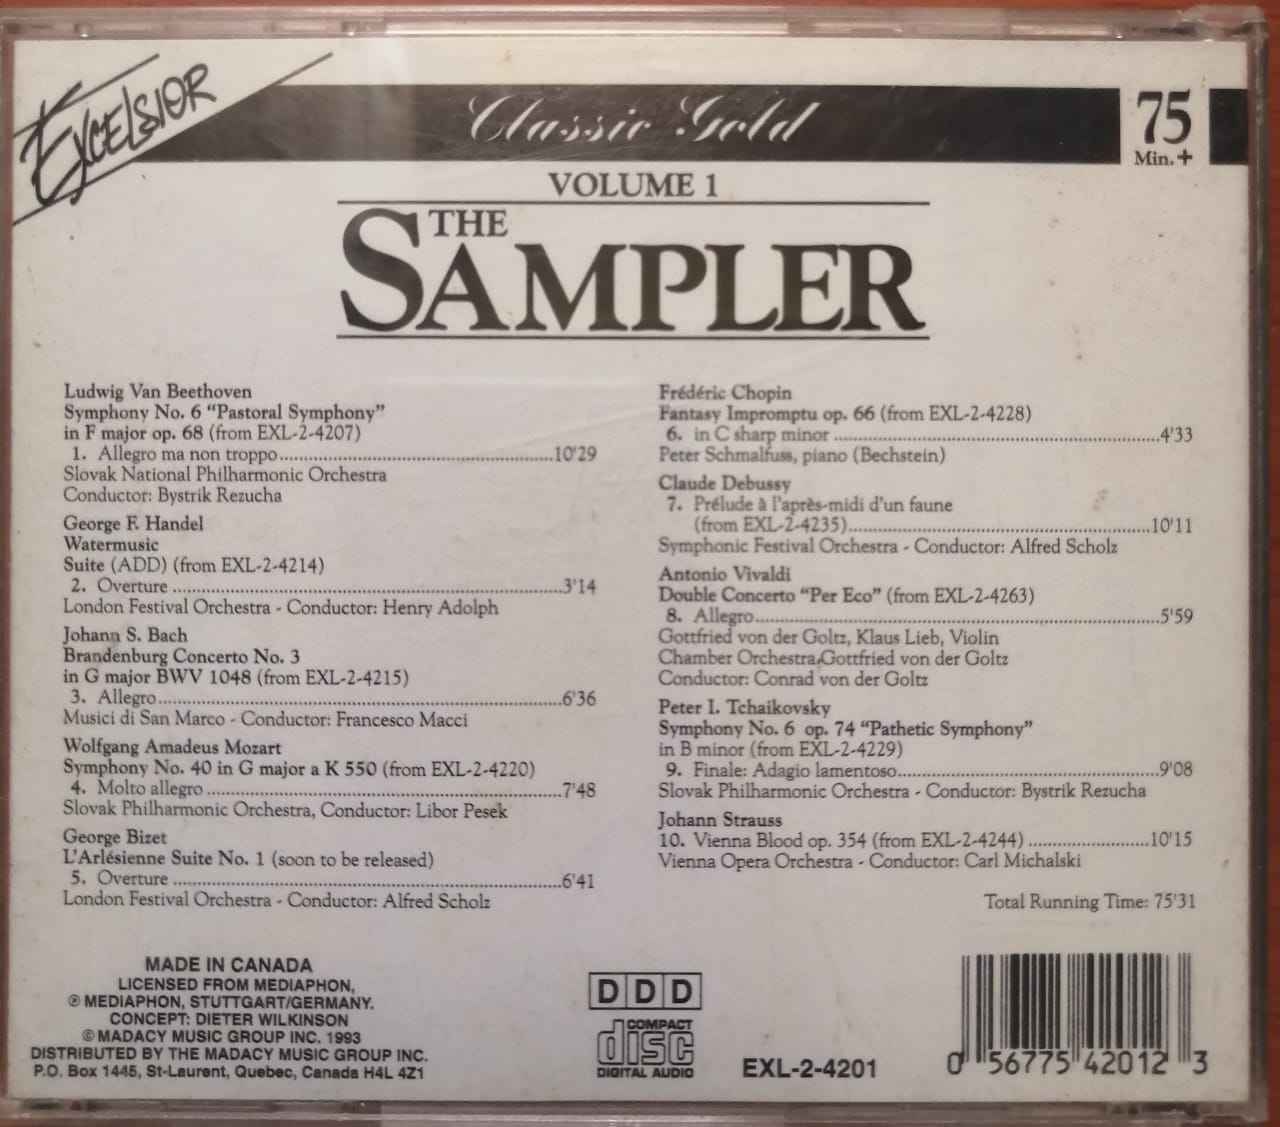 EXCELSIOR
Classic Gold
75
Min. +
VOLUME 1
THE
SAMPLER
Ludwig Van Beethoven
Symphony No. 6 “Pastoral Symphony”
in F major op. 68 (from EXL-2-4207)
1. Allegro ma non troppo....................10'29
Slovak National Philharmonic Orchestra
Conductor: Bystrik Rezucha
George F. Handel
Watermusic
Suite (ADD) (from EXL-2-4214)
2. Overture....................3'14
London Festival Orchestra - Conductor: Henry Adolph
Johann S. Bach
Brandenburg Concerto No. 3
in G major BWV 1048 (from EXL-2-4215)
3. Allegro....................6'36
Musici di San Marco - Conductor: Francesco Macci
Wolfgang Amadeus Mozart
Symphony No. 40 in G major a K 550 (from EXL-2-4220)
4. Molto allegro....................7'48
Slovak Philharmonic Orchestra, Conductor: Libor Pesek
George Bizet
L'Arlésienne Suite No. 1 (soon to be released)
5. Overture....................6'41
London Festival Orchestra - Conductor: Alfred Scholz
Frédéric Chopin
Fantasy Impromptu op. 66 (from EXL-2-4228)
6. in C sharp minor....................4'33
Peter Schmalfuss, piano (Bechstein)
Claude Debussy
7. Prélude à l'après-midi d'un faune
(from EXL-2-4235)....................10'11
Symphonic Festival Orchestra - Conductor: Alfred Scholz
Antonio Vivaldi
Double Concerto “Per Eco” (from EXL-2-4263)
8. Allegro....................5'59
Gottfried von der Goltz, Klaus Lieb, Violin
Chamber Orchestra,Gottfried von der Goltz
Conductor: Conrad von der Goltz
Peter I. Tchaikovsky
Symphony No. 6 op. 74 “Pathetic Symphony”
in B minor (from EXL-2-4229)
9. Finale: Adagio lamentoso....................9'08
Slovak Philharmonic Orchestra - Conductor: Bystrik Rezucha
Johann Strauss
10. Vienna Blood op. 354 (from EXL-2-4244)....................10'15
Vienna Opera Orchestra - Conductor: Carl Michalski
Total Running Time: 75'31
MADE IN CANADA
LICENSED FROM MEDIAPHON,
℗ MEDIAPHON, STUTTGART/GERMANY.
CONCEPT: DIETER WILKINSON
© MADACY MUSIC GROUP INC. 1993
DISTRIBUTED BY THE MADACY MUSIC GROUP INC.
P.O. Box 1445, St-Laurent, Quebec, Canada H4L 4Z1
DDD
COMPACT
disc
DIGITAL AUDIO
EXL-2-4201
0 56775 42012 3